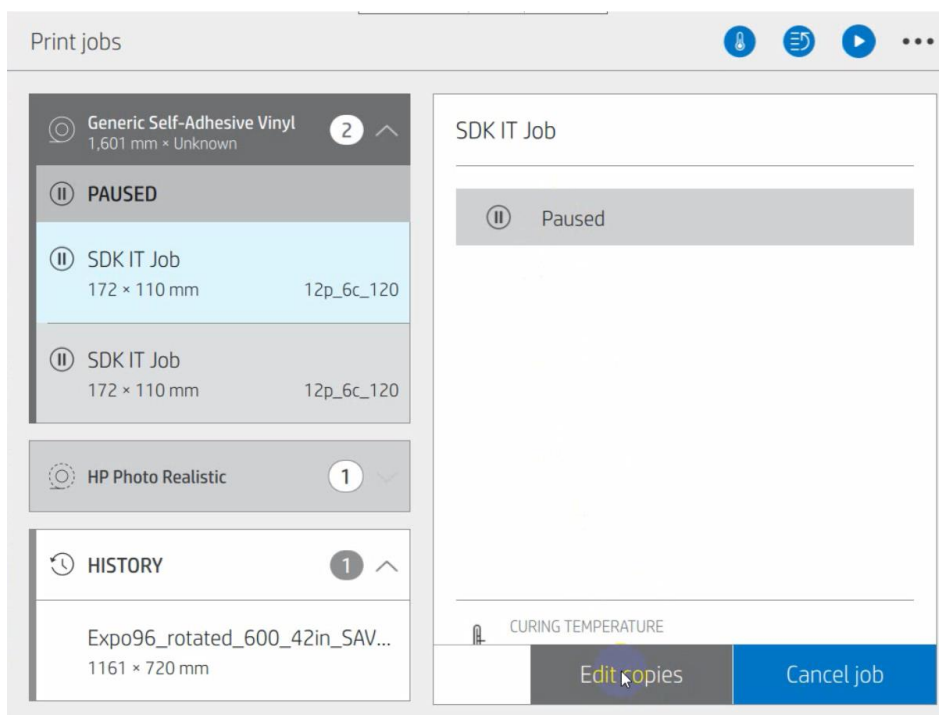 Print jobs
Generic Self-Adhesive Vinyl
2
1,601 mm × Unknown
PAUSED
SDK IT Job
172 × 110 mm 12p_6c_120
SDK IT Job
172 × 110 mm 12p_6c_120
HP Photo Realistic 1
HISTORY 1
Expo96_rotated_600_42in_SAV...
1161 × 720 mm
SDK IT Job
Paused
CURING TEMPERATURE
Edit copies
Cancel job